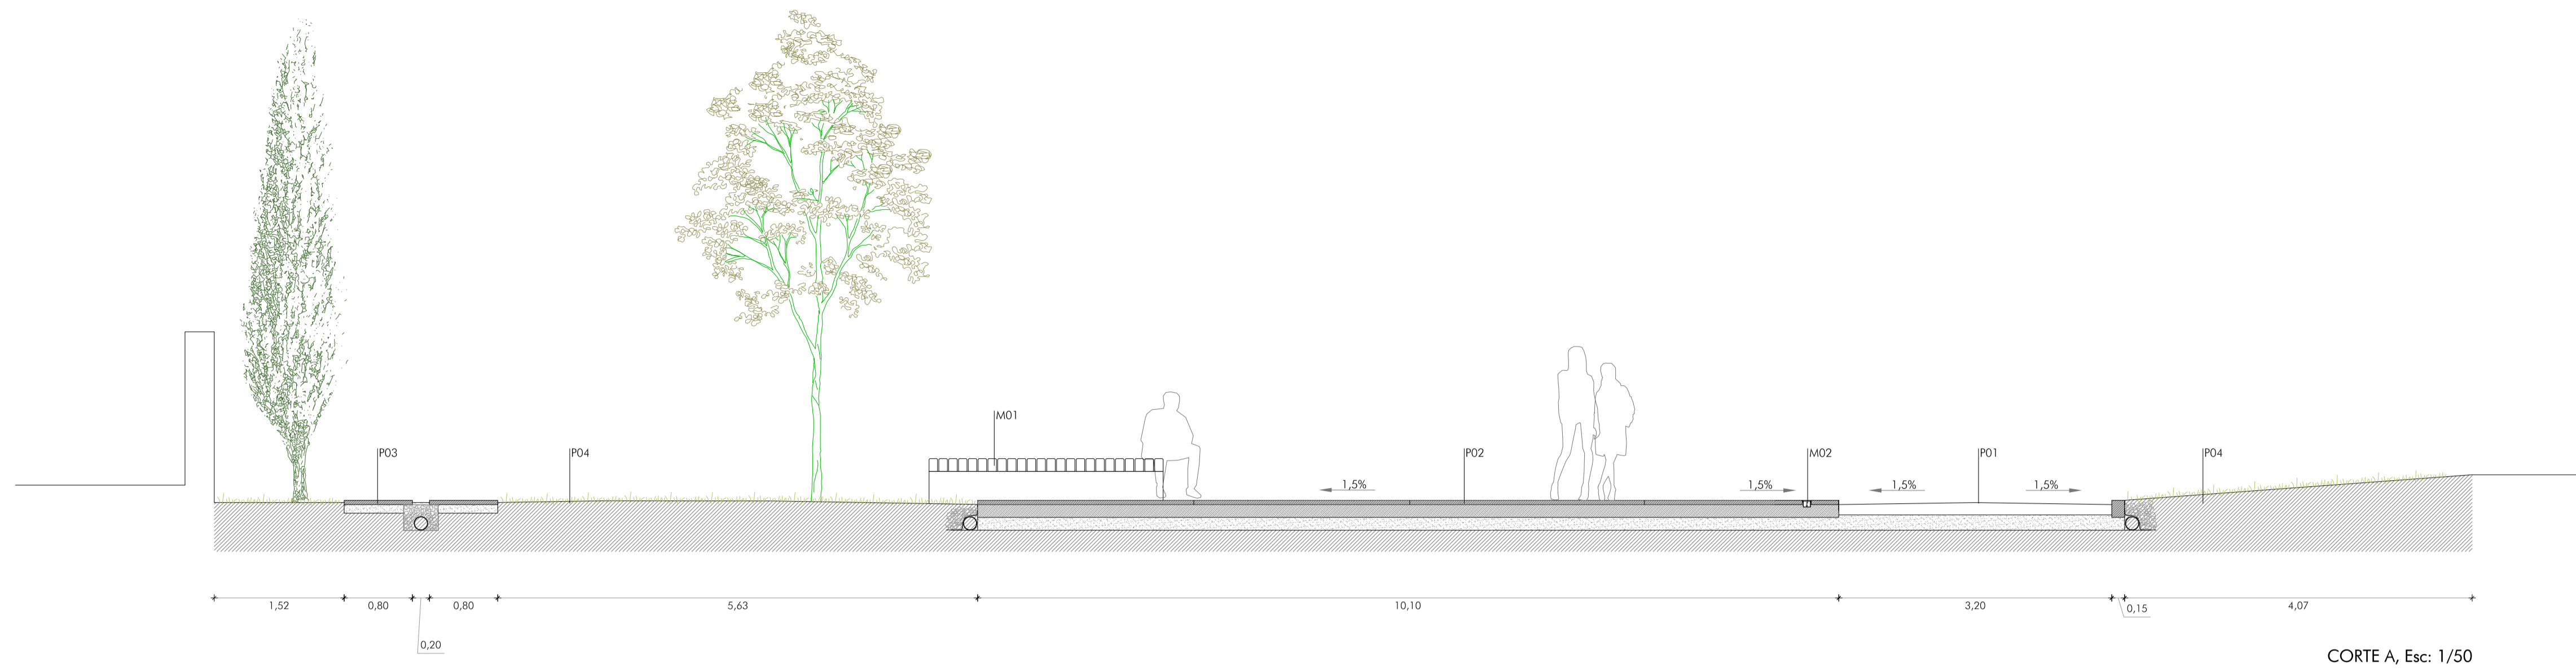 M01
P03
P04
P02
M02
P01
P04
1,5%
1,5%
1,5%
1,5%
1,52
0,80
0,80
5,63
10,10
3,20
0,15
4,07
0,20
CORTE A, Esc: 1/50